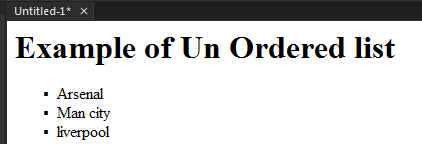 Untitled-1* ×
Example of Un Ordered list
▪ Arsenal
▪ Man city
▪ liverpool